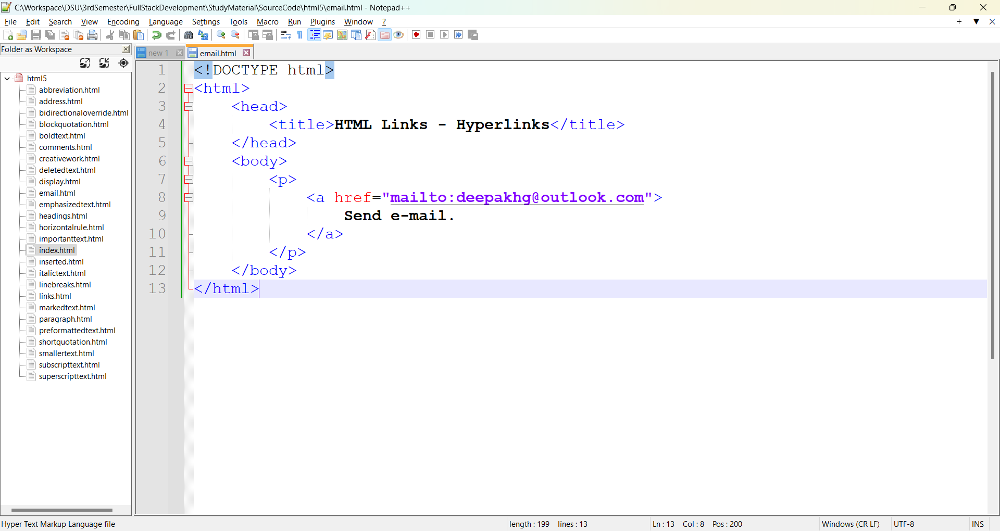 C:\Workspace\DSU\3rdSemester\FullStackDevelopment\StudyMaterial\SourceCode\html5\email.html - Notepad++
File Edit Search View Encoding Language Settings Tools Macro Run Plugins Window ?
Folder as Workspace
new 1 email.html
html5
abbreviation.html
address.html
bidirectionaloverride.html
blockquotation.html
boldtext.html
comments.html
creativework.html
deletedtext.html
display.html
email.html
emphasizedtext.html
headings.html
horizontalrule.html
importanttext.html
index.html
inserted.html
italictext.html
linebreaks.html
links.html
markedtext.html
paragraph.html
preformattedtext.html
shortquotation.html
smallertext.html
subscripttext.html
superscripttext.html
1 <!DOCTYPE html>
2 <html>
3 <head>
4 <title>HTML Links - Hyperlinks</title>
5 </head>
6 <body>
7 <p>
8 <a href="mailto:deepakhg@outlook.com">
9 Send e-mail.
10 </a>
11 </p>
12 </body>
13 </html>
Hyper Text Markup Language file length : 199 lines : 13 Ln : 13 Col : 8 Pos : 200 Windows (CR LF) UTF-8 INS